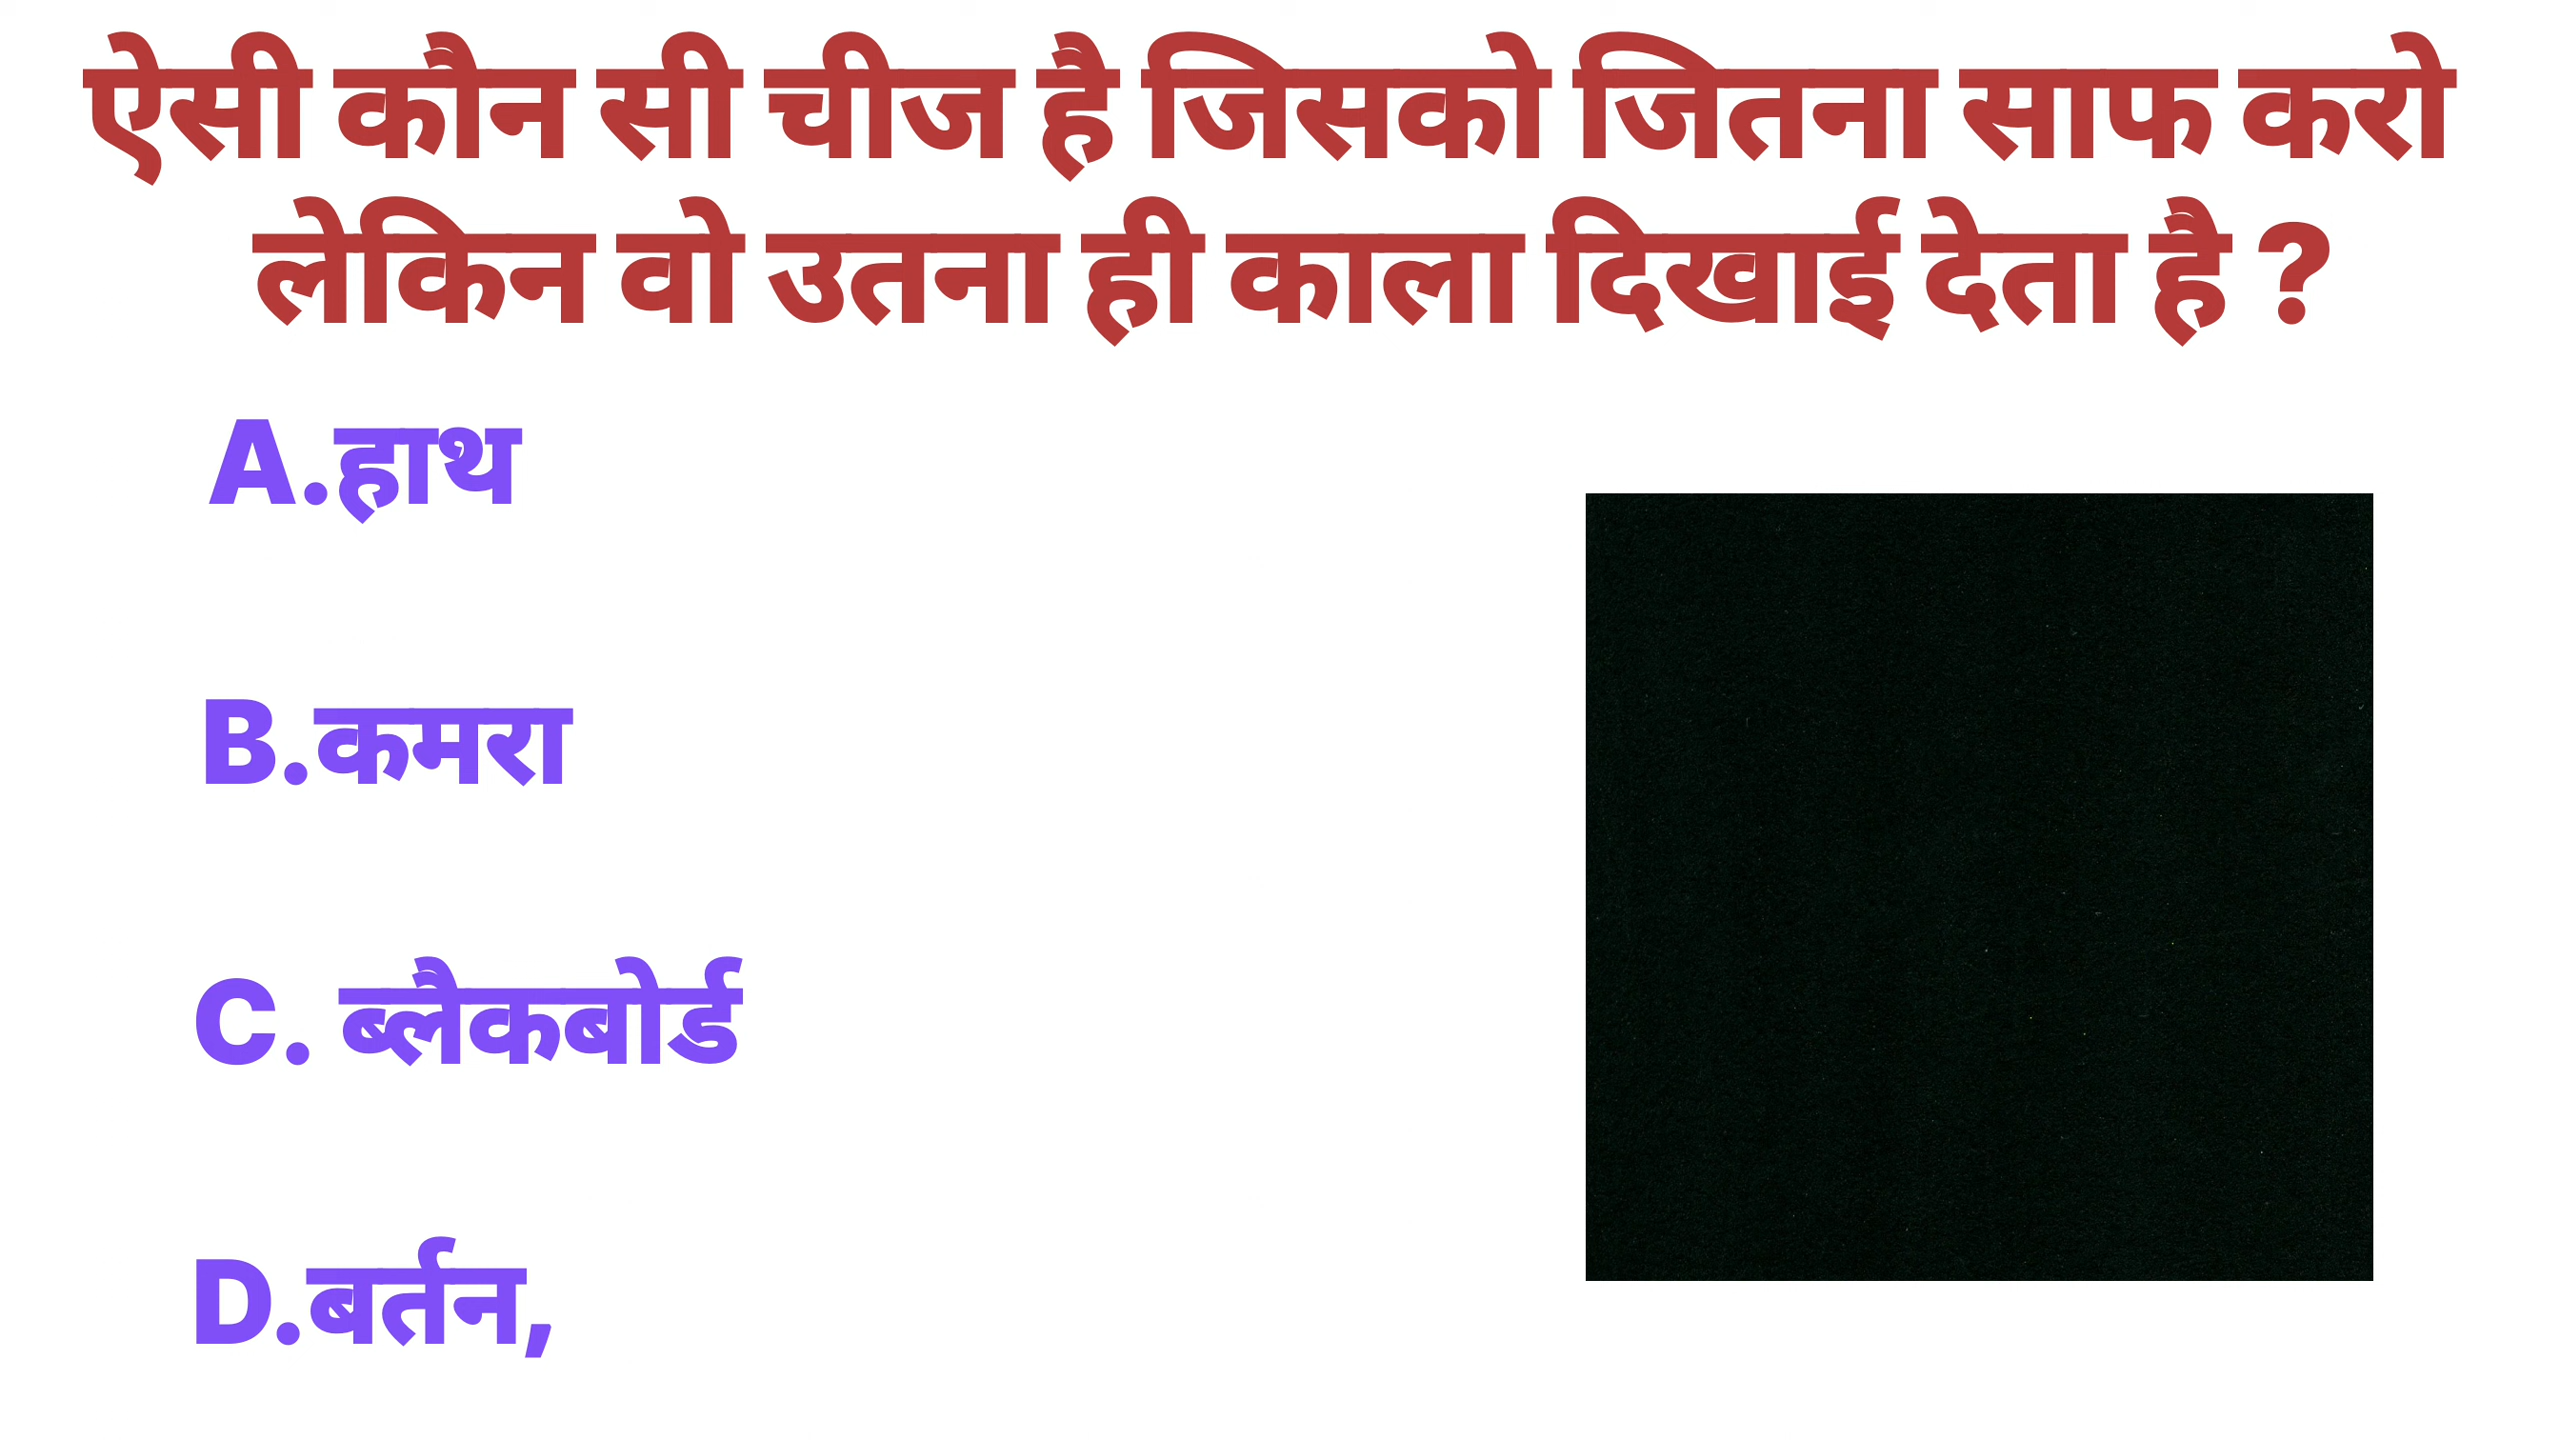 ऐसी कौन सी चीज है जिसको जितना साफ करो
लेकिन वो उतना ही काला दिखाई देता है ?
A.हाथ
B.कमरा
C. ब्लैकबोर्ड
D.बर्तन,